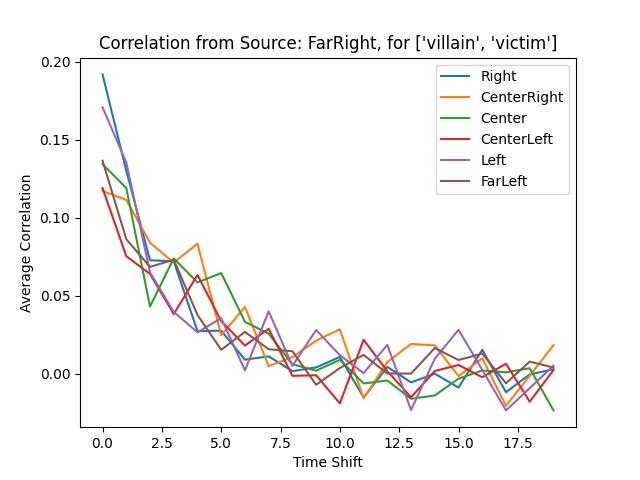 Correlation from Source: FarRight, for ['villain', 'victim']
0.20
0.15
0.10
0.05
0.00
Average Correlation
Right
CenterRight
Center
CenterLeft
Left
FarLeft
0.0 2.5 5.0 7.5 10.0 12.5 15.0 17.5
Time Shift